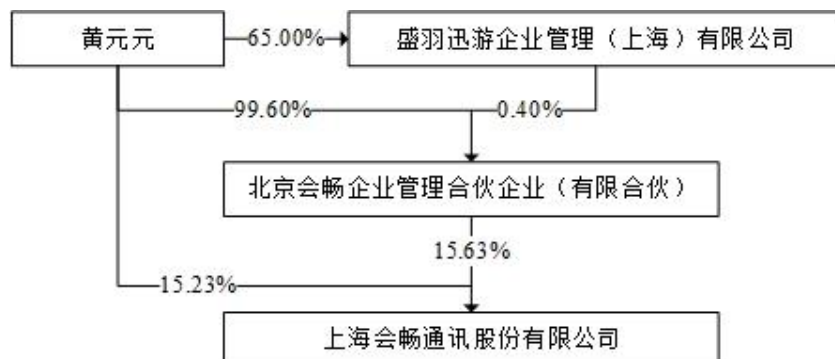 黄元元
65.00%
盛羽迅游企业管理（上海）有限公司
99.60%
0.40%
北京会畅企业管理合伙企业（有限合伙）
15.63%
15.23%
上海会畅通讯股份有限公司